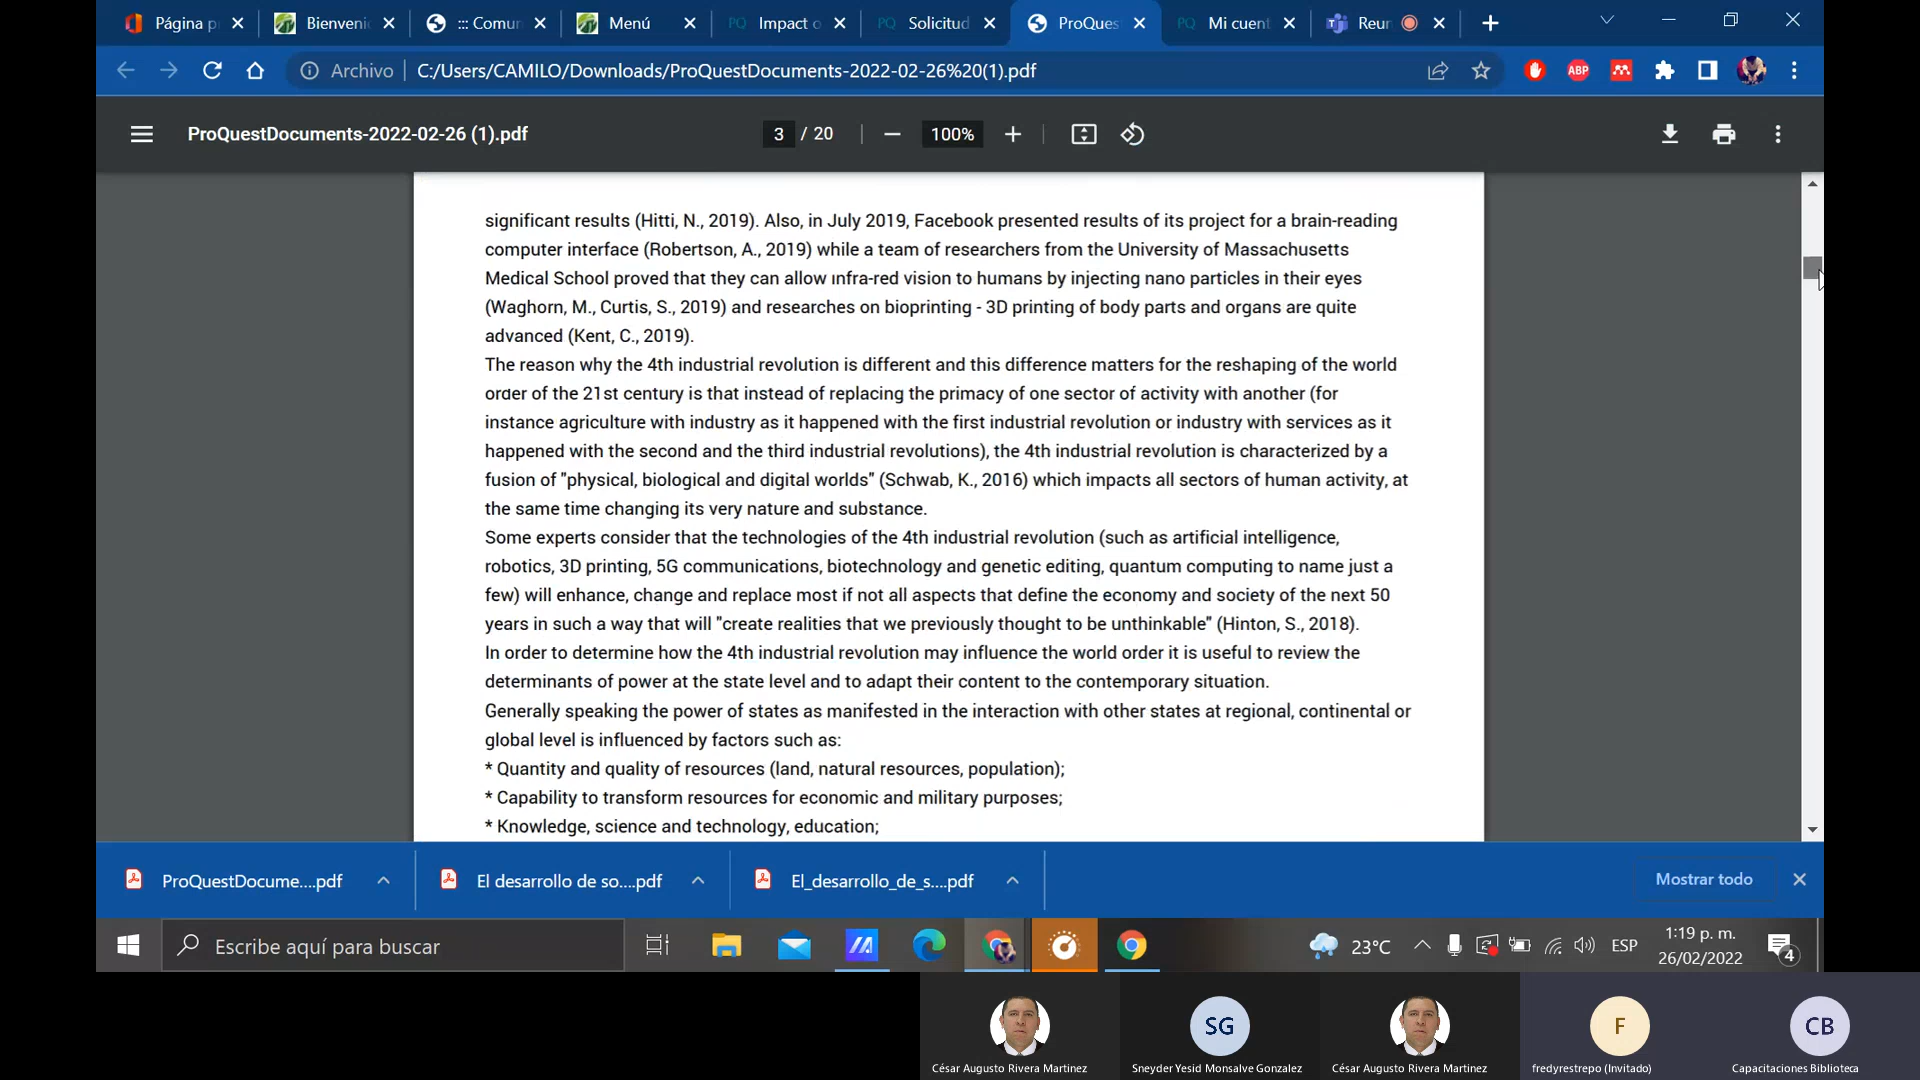 Página p
Bienveni
::: Comun
Menú
PQ Impact o
PQ Solicitud
ProQues
PQ Mi cuent
Reun
Archivo C:/Users/CAMILO/Downloads/ProQuestDocuments-2022-02-26%20(1).pdf
ABP
ProQuestDocuments-2022-02-26 (1).pdf
3 / 20
100%
significant results (Hitti, N., 2019). Also, in July 2019, Facebook presented results of its project for a brain-reading
computer interface (Robertson, A., 2019) while a team of researchers from the University of Massachusetts
Medical School proved that they can allow infra-red vision to humans by injecting nano particles in their eyes
(Waghorn, M., Curtis, S., 2019) and researches on bioprinting - 3D printing of body parts and organs are quite
advanced (Kent, C., 2019).
The reason why the 4th industrial revolution is different and this difference matters for the reshaping of the world
order of the 21st century is that instead of replacing the primacy of one sector of activity with another (for
instance agriculture with industry as it happened with the first industrial revolution or industry with services as it
happened with the second and the third industrial revolutions), the 4th industrial revolution is characterized by a
fusion of "physical, biological and digital worlds" (Schwab, K., 2016) which impacts all sectors of human activity, at
the same time changing its very nature and substance.
Some experts consider that the technologies of the 4th industrial revolution (such as artificial intelligence,
robotics, 3D printing, 5G communications, biotechnology and genetic editing, quantum computing to name just a
few) will enhance, change and replace most if not all aspects that define the economy and society of the next 50
years in such a way that will "create realities that we previously thought to be unthinkable" (Hinton, S., 2018).
In order to determine how the 4th industrial revolution may influence the world order it is useful to review the
determinants of power at the state level and to adapt their content to the contemporary situation.
Generally speaking the power of states as manifested in the interaction with other states at regional, continental or
global level is influenced by factors such as:
* Quantity and quality of resources (land, natural resources, population);
* Capability to transform resources for economic and military purposes;
* Knowledge, science and technology, education;
ProQuestDocume....pdf
El desarrollo de so....pdf
El_desarrollo_de_s....pdf
Mostrar todo
Escribe aquí para buscar
23°C
ESP
1:19 p. m.
26/02/2022
4
SG
F
CB
César Augusto Rivera Martinez
Sneyder Yesid Monsalve Gonzalez
César Augusto Rivera Martinez
fredyrestrepo (Invitado)
Capacitaciones Biblioteca